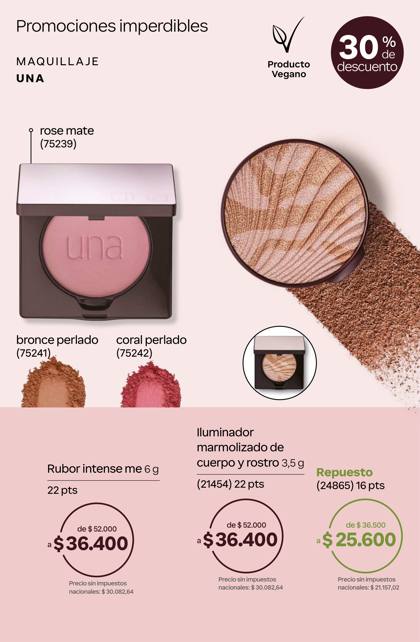 Promociones imperdibles
MAQUILLAJE
UNA
Producto
Vegano
30%
de
descuento
rose mate
(75239)
una
bronce perlado
(75241)
coral perlado
(75242)
Rubor intense me 6 g
22 pts
de $ 52.000
a $ 36.400
Precio sin impuestos
nacionales: $ 30.082,64
Iluminador
marmolizado de
cuerpo y rostro 3,5 g
(21454) 22 pts
de $ 52.000
a $ 36.400
Precio sin impuestos
nacionales: $ 30.082,64
Repuesto
(24865) 16 pts
de $ 36.500
a $ 25.600
Precio sin impuestos
nacionales: $ 21.157,02